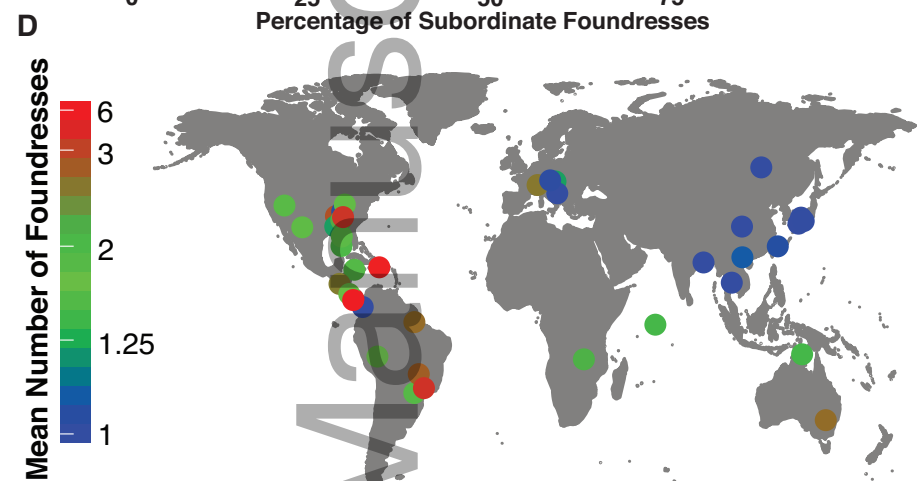 D
Percentage of Subordinate Foundresses
Mean Number of Foundresses
6
3
2
1.25
1